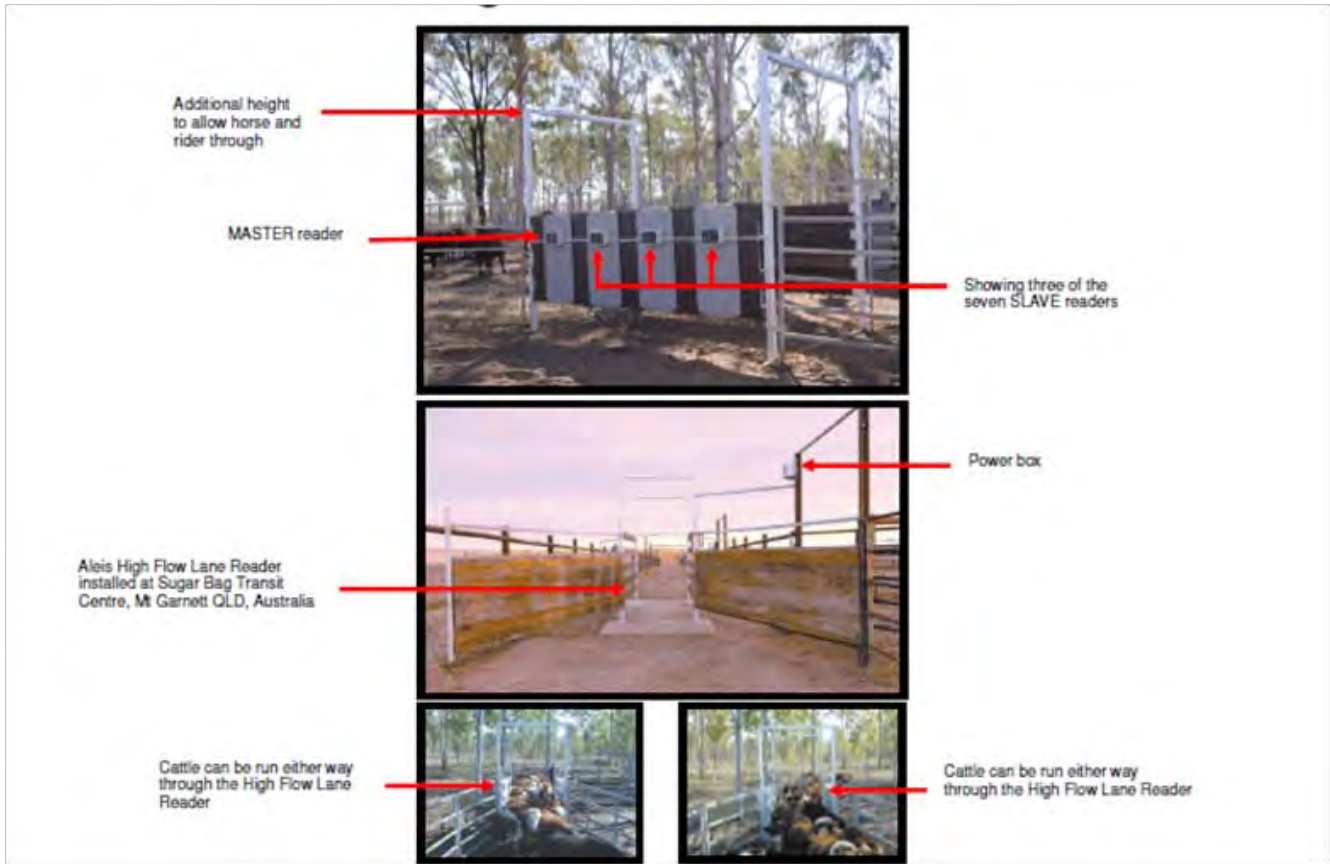 Additional height
to allow horse and
rider through
MASTER reader
Showing three of the
seven SLAVE readers
Power box
Aleis High Flow Lane Reader
installed at Sugar Bag Transit
Centre, Mt Garnett QLD, Australia
Cattle can be run either way
through the High Flow Lane
Reader
Cattle can be run either way
through the High Flow Lane Reader